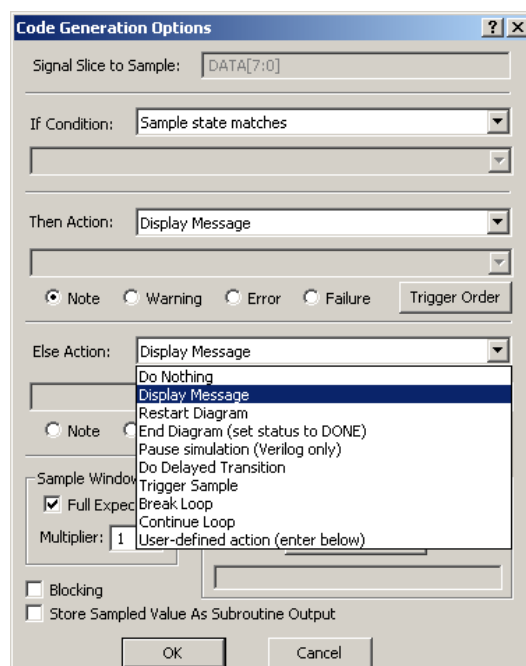 Code Generation Options
Signal Slice to Sample: DATA[7:0]
If Condition: Sample state matches
Then Action: Display Message
Note Warning Error Failure Trigger Order
Else Action: Display Message
Do Nothing
Display Message
Restart Diagram
End Diagram (set status to DONE)
Pause simulation (Verilog only)
Do Delayed Transition
Trigger Sample
Break Loop
Continue Loop
User-defined action (enter below)
Note
Sample Window
Full Expec
Multiplier: 1
Blocking
Store Sampled Value As Subroutine Output
OK Cancel